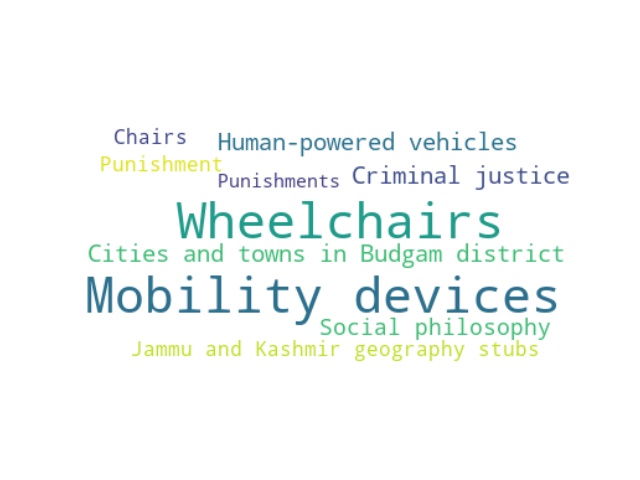 Chairs
Human-powered vehicles
Punishment
Punishments
Criminal justice
Wheelchairs
Cities and towns in Budgam district
Mobility devices
Social philosophy
Jammu and Kashmir geography stubs